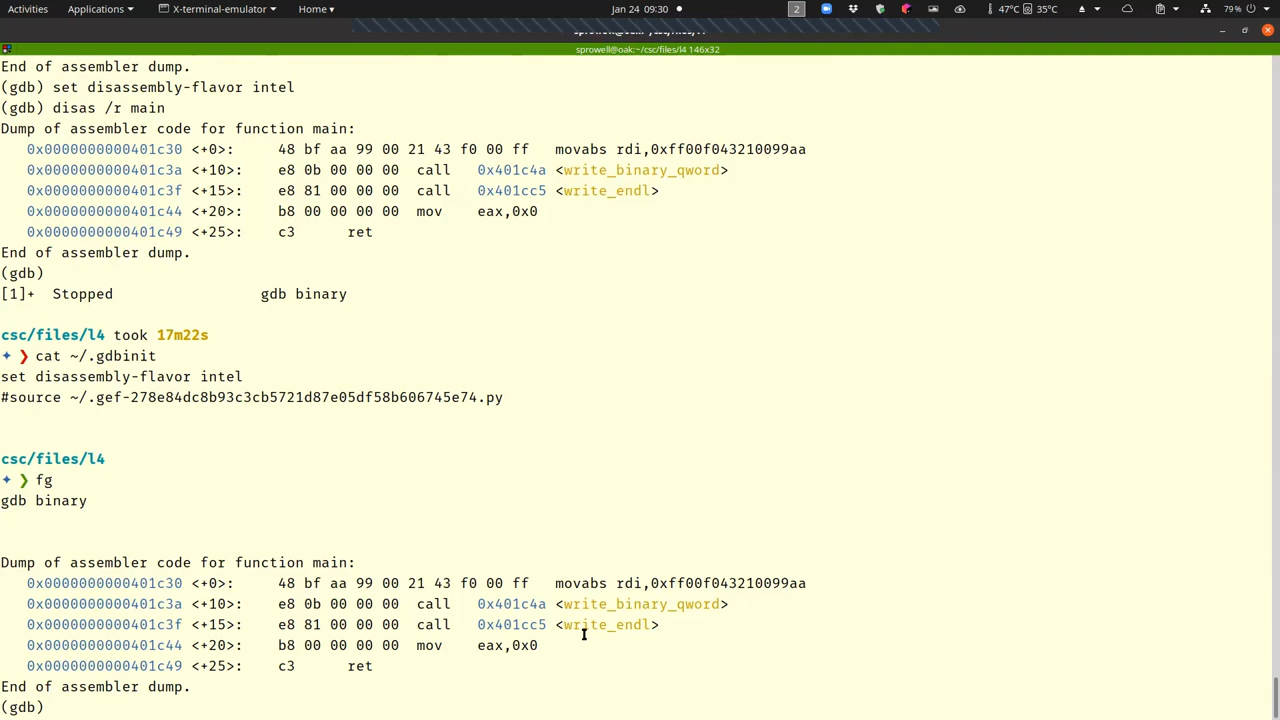 Activities Applications ▾ X-terminal-emulator ▾ Home ▾ Jan 24 09:30 2 47°C 35°C 79%
sprowell@oak:~/csc/files/l4 146x32
End of assembler dump.
(gdb) set disassembly-flavor intel
(gdb) disas /r main
Dump of assembler code for function main:
0x0000000000401c30 <+0>: 48 bf aa 99 00 21 43 f0 00 ff movabs rdi,0xff00f043210099aa
0x0000000000401c3a <+10>: e8 0b 00 00 00 call 0x401c4a <write_binary_qword>
0x0000000000401c3f <+15>: e8 81 00 00 00 call 0x401cc5 <write_endl>
0x0000000000401c44 <+20>: b8 00 00 00 00 mov eax,0x0
0x0000000000401c49 <+25>: c3 ret
End of assembler dump.
(gdb)
[1]+ Stopped gdb binary
csc/files/l4 took 17m22s
✦ ❯ cat ~/.gdbinit
set disassembly-flavor intel
#source ~/.gef-278e84dc8b93c3cb5721d87e05df58b606745e74.py
csc/files/l4
✦ ❯ fg
gdb binary
Dump of assembler code for function main:
0x0000000000401c30 <+0>: 48 bf aa 99 00 21 43 f0 00 ff movabs rdi,0xff00f043210099aa
0x0000000000401c3a <+10>: e8 0b 00 00 00 call 0x401c4a <write_binary_qword>
0x0000000000401c3f <+15>: e8 81 00 00 00 call 0x401cc5 <write_endl>
0x0000000000401c44 <+20>: b8 00 00 00 00 mov eax,0x0
0x0000000000401c49 <+25>: c3 ret
End of assembler dump.
(gdb)